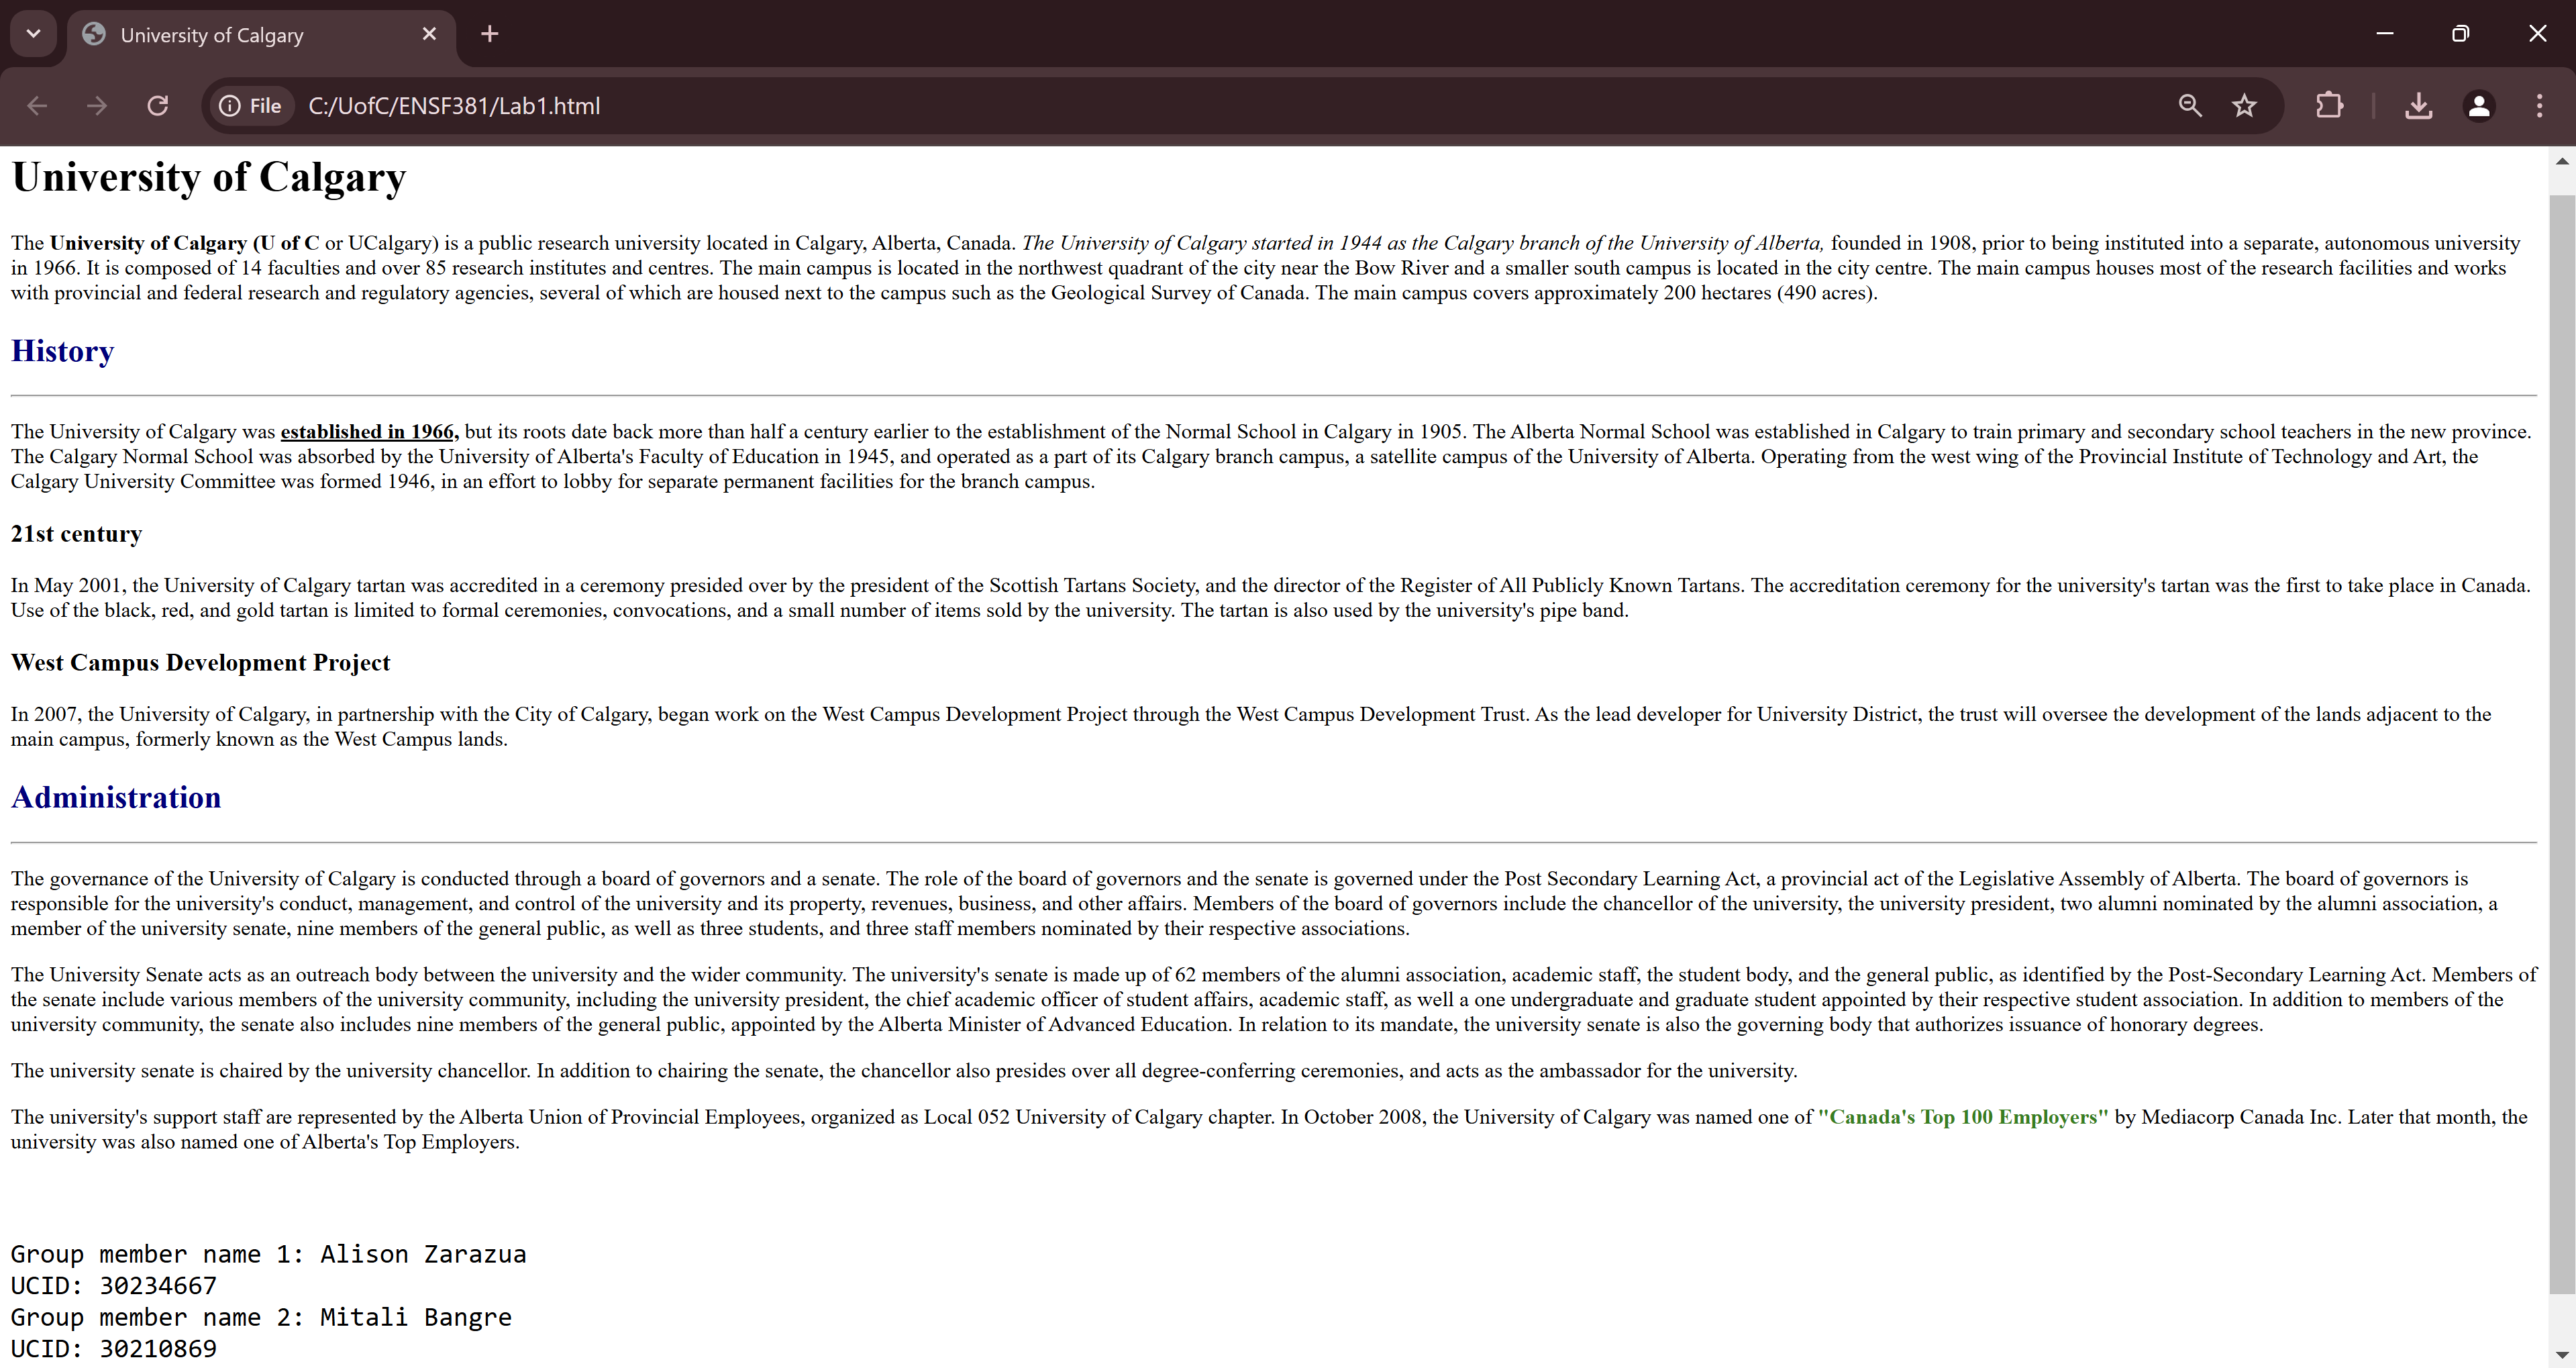 University of Calgary
File C:/UofC/ENSF381/Lab1.html
University of Calgary
The University of Calgary (U of C or UCalgary) is a public research university located in Calgary, Alberta, Canada. The University of Calgary started in 1944 as the Calgary branch of the University of Alberta, founded in 1908, prior to being instituted into a separate, autonomous university
in 1966. It is composed of 14 faculties and over 85 research institutes and centres. The main campus is located in the northwest quadrant of the city near the Bow River and a smaller south campus is located in the city centre. The main campus houses most of the research facilities and works
with provincial and federal research and regulatory agencies, several of which are housed next to the campus such as the Geological Survey of Canada. The main campus covers approximately 200 hectares (490 acres).
History
The University of Calgary was established in 1966, but its roots date back more than half a century earlier to the establishment of the Normal School in Calgary in 1905. The Alberta Normal School was established in Calgary to train primary and secondary school teachers in the new province.
The Calgary Normal School was absorbed by the University of Alberta's Faculty of Education in 1945, and operated as a part of its Calgary branch campus, a satellite campus of the University of Alberta. Operating from the west wing of the Provincial Institute of Technology and Art, the
Calgary University Committee was formed 1946, in an effort to lobby for separate permanent facilities for the branch campus.
21st century
In May 2001, the University of Calgary tartan was accredited in a ceremony presided over by the president of the Scottish Tartans Society, and the director of the Register of All Publicly Known Tartans. The accreditation ceremony for the university's tartan was the first to take place in Canada.
Use of the black, red, and gold tartan is limited to formal ceremonies, convocations, and a small number of items sold by the university. The tartan is also used by the university's pipe band.
West Campus Development Project
In 2007, the University of Calgary, in partnership with the City of Calgary, began work on the West Campus Development Project through the West Campus Development Trust. As the lead developer for University District, the trust will oversee the development of the lands adjacent to the
main campus, formerly known as the West Campus lands.
Administration
The governance of the University of Calgary is conducted through a board of governors and a senate. The role of the board of governors and the senate is governed under the Post Secondary Learning Act, a provincial act of the Legislative Assembly of Alberta. The board of governors is
responsible for the university's conduct, management, and control of the university and its property, revenues, business, and other affairs. Members of the board of governors include the chancellor of the university, the university president, two alumni nominated by the alumni association, a
member of the university senate, nine members of the general public, as well as three students, and three staff members nominated by their respective associations.
The University Senate acts as an outreach body between the university and the wider community. The university's senate is made up of 62 members of the alumni association, academic staff, the student body, and the general public, as identified by the Post-Secondary Learning Act. Members of
the senate include various members of the university community, including the university president, the chief academic officer of student affairs, academic staff, as well a one undergraduate and graduate student appointed by their respective student association. In addition to members of the
university community, the senate also includes nine members of the general public, appointed by the Alberta Minister of Advanced Education. In relation to its mandate, the university senate is also the governing body that authorizes issuance of honorary degrees.
The university senate is chaired by the university chancellor. In addition to chairing the senate, the chancellor also presides over all degree-conferring ceremonies, and acts as the ambassador for the university.
The university's support staff are represented by the Alberta Union of Provincial Employees, organized as Local 052 University of Calgary chapter. In October 2008, the University of Calgary was named one of "Canada's Top 100 Employers" by Mediacorp Canada Inc. Later that month, the
university was also named one of Alberta's Top Employers.
Group member name 1: Alison Zarazua
UCID: 30234667
Group member name 2: Mitali Bangre
UCID: 30210869